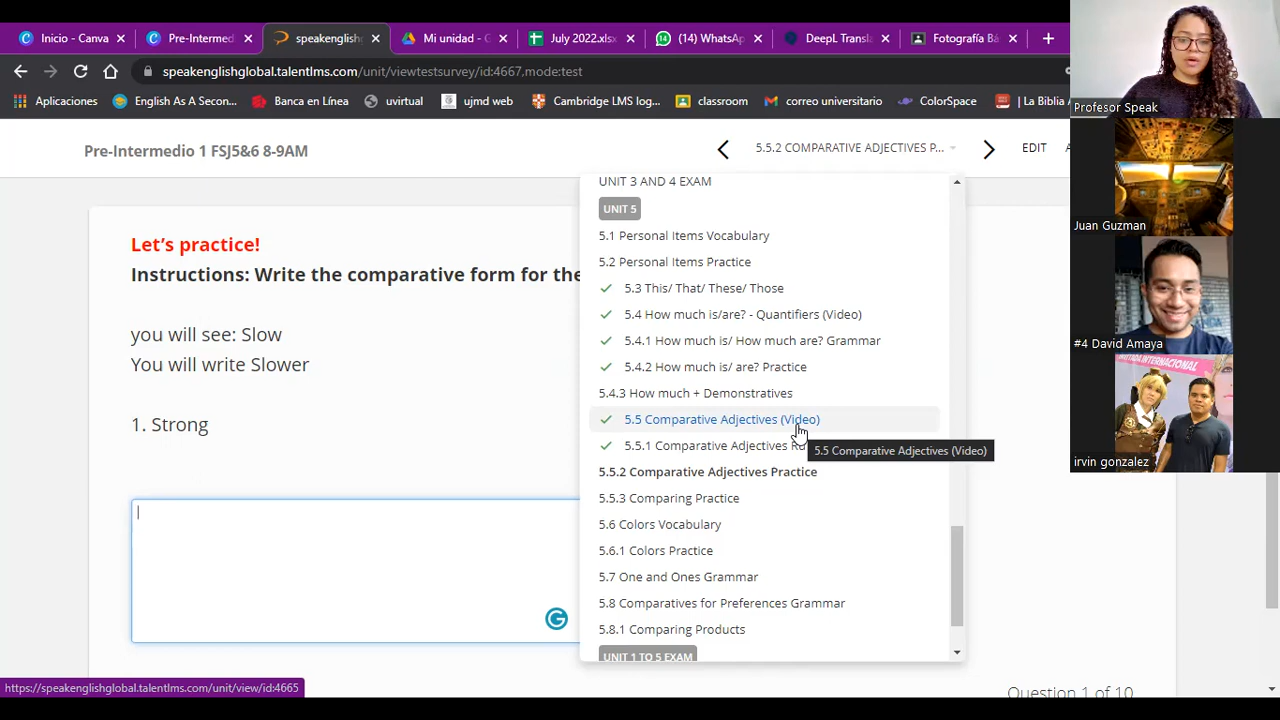 Inicio - Canva
Pre-Intermed
speakenglish
Mi unidad - G
July 2022.xlsx
(14) WhatsAp
DeepL Transla
Fotografía Bá
speakenglishglobal.talentlms.com/unit/viewtestsurvey/id:4667,mode:test
Aplicaciones
English As A Secon...
Banca en Línea
uvirtual
ujmd web
Cambridge LMS log...
classroom
correo universitario
ColorSpace
| La Biblia /
Profesor Speak
Juan Guzman
#4 David Amaya
irvin gonzalez
Pre-Intermedio 1 FSJ5&6 8-9AM
5.5.2 COMPARATIVE ADJECTIVES P...
EDIT
UNIT 3 AND 4 EXAM
UNIT 5
5.1 Personal Items Vocabulary
5.2 Personal Items Practice
5.3 This/ That/ These/ Those
5.4 How much is/are? - Quantifiers (Video)
5.4.1 How much is/ How much are? Grammar
5.4.2 How much is/ are? Practice
5.4.3 How much + Demonstratives
5.5 Comparative Adjectives (Video)
5.5.1 Comparative Adjectives
5.5 Comparative Adjectives (Video)
5.5.2 Comparative Adjectives Practice
5.5.3 Comparing Practice
5.6 Colors Vocabulary
5.6.1 Colors Practice
5.7 One and Ones Grammar
5.8 Comparatives for Preferences Grammar
5.8.1 Comparing Products
UNIT 1 TO 5 EXAM
Let's practice!
Instructions: Write the comparative form for the
you will see: Slow
You will write Slower
1. Strong
https://speakenglishglobal.talentlms.com/unit/view/id:4665
Question 1 of 10